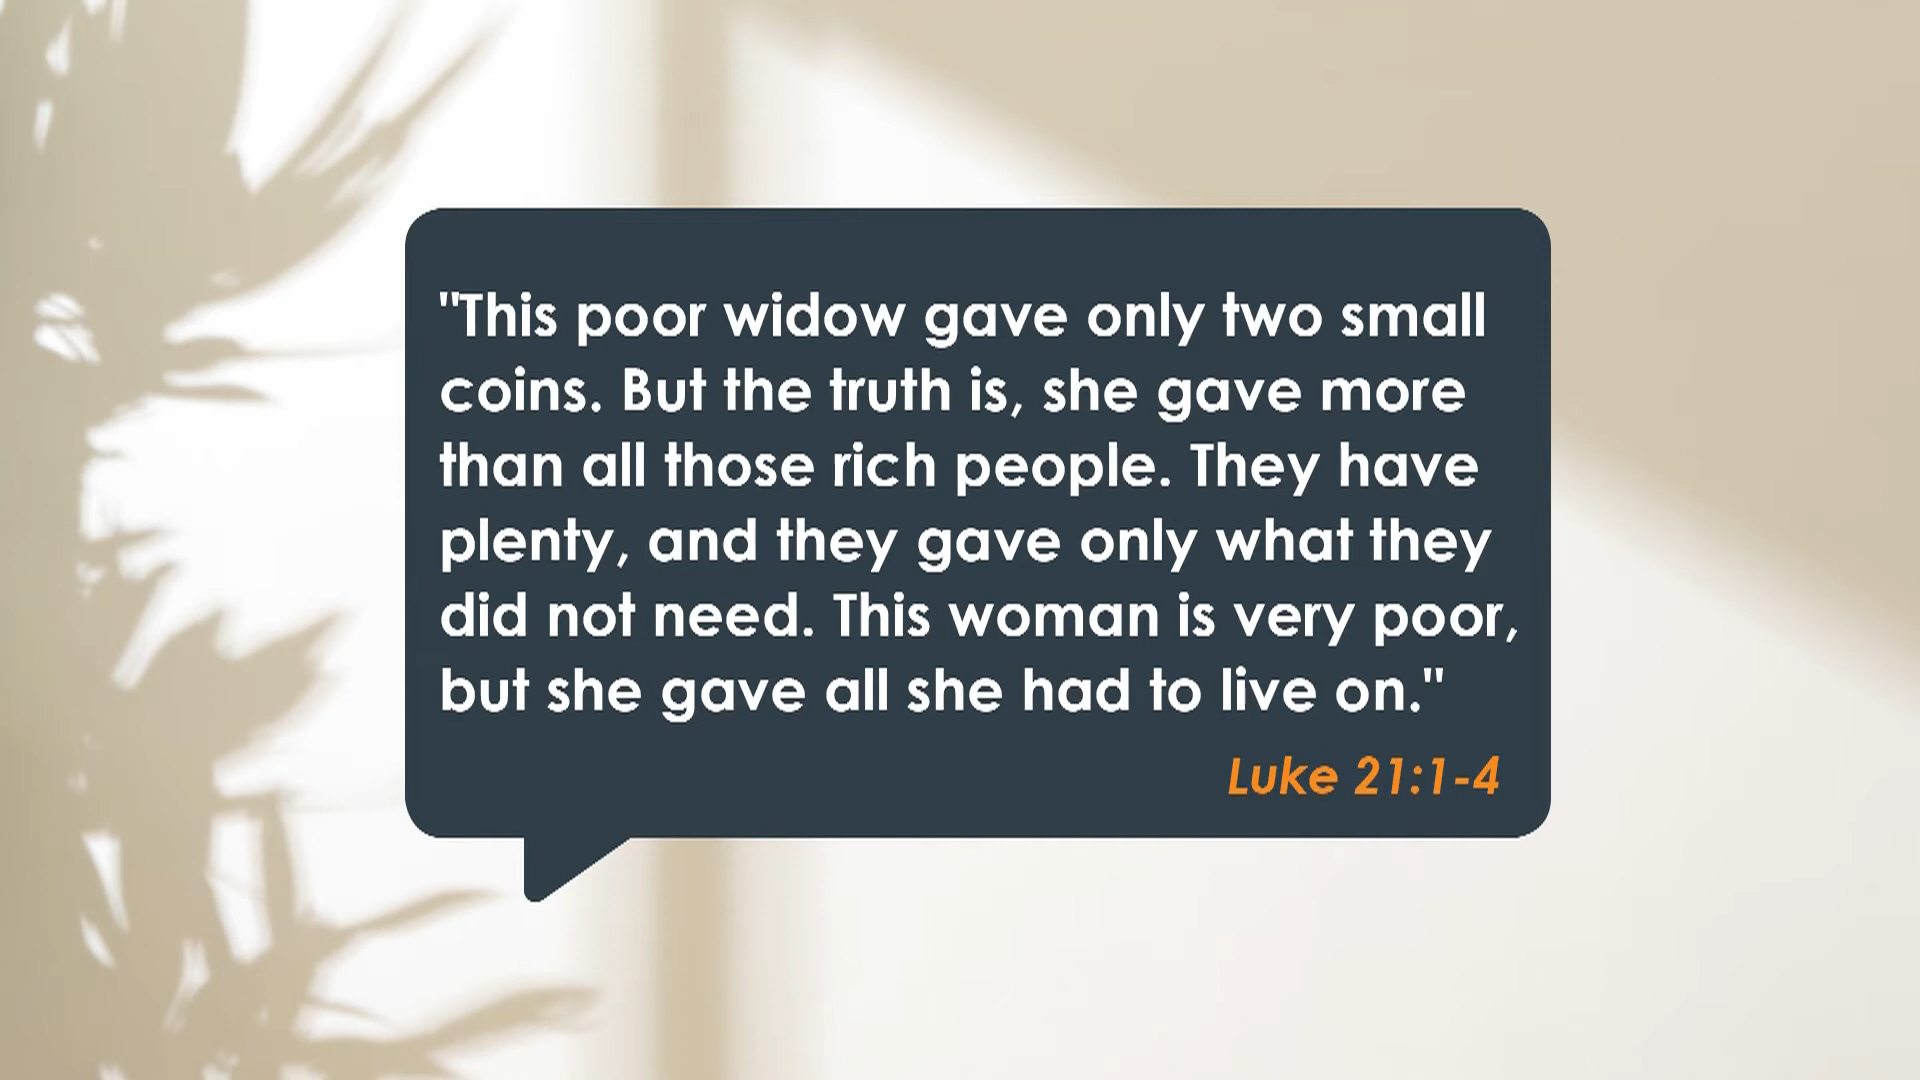 "This poor widow gave only two small
coins. But the truth is, she gave more
than all those rich people. They have
plenty, and they gave only what they
did not need. This woman is very poor,
but she gave all she had to live on."
Luke 21:1-4